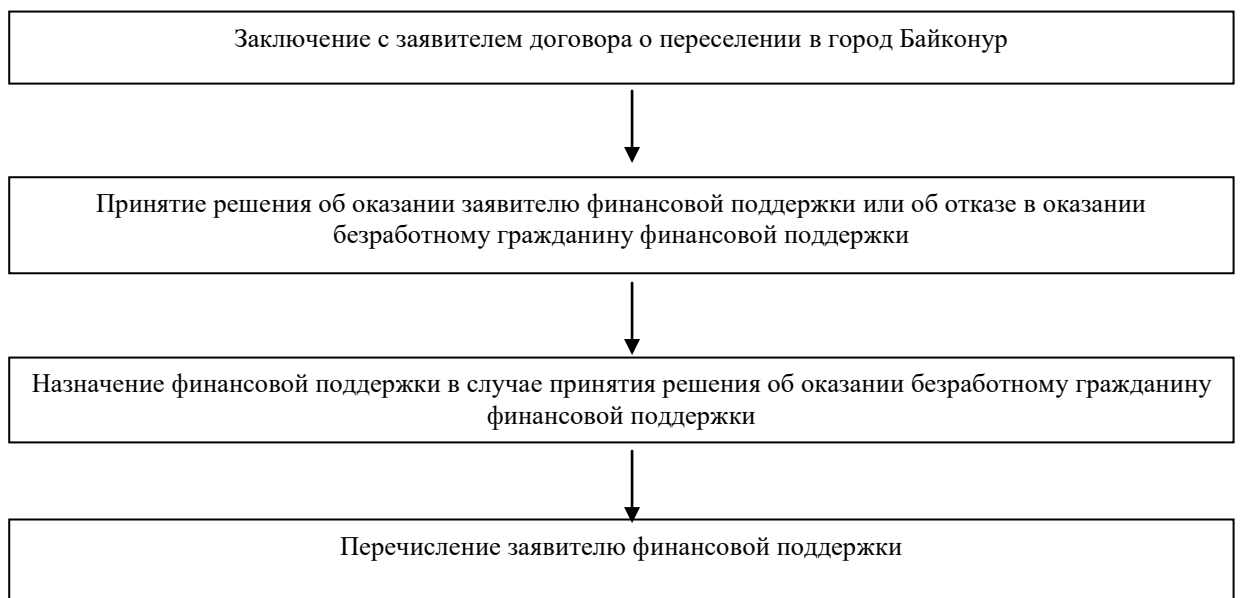 Заключение с заявителем договора о переселении в город Байконур
Принятие решения об оказании заявителю финансовой поддержки или об отказе в оказании
безработному гражданину финансовой поддержки
Назначение финансовой поддержки в случае принятия решения об оказании безработному гражданину
финансовой поддержки
Перечисление заявителю финансовой поддержки